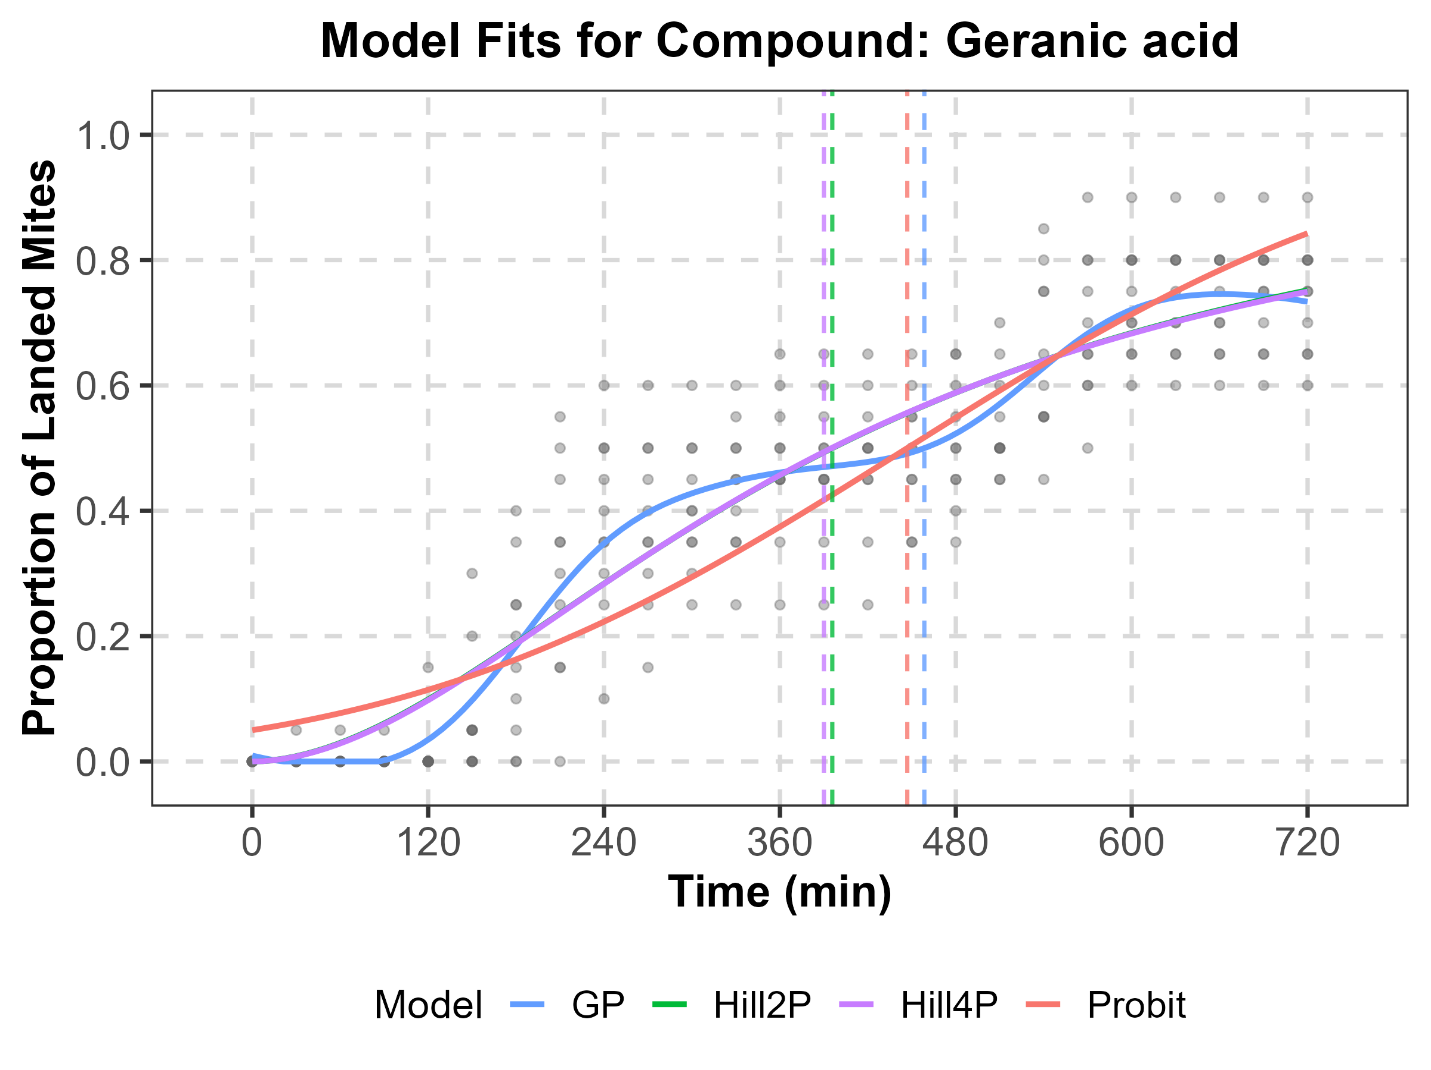 Model Fits for Compound: Geranic acid
Proportion of Landed Mites
1.0
0.8
0.6
0.4
0.2
0.0
0 120 240 360 480 600 720
Time (min)
Model GP Hill2P Hill4P Probit